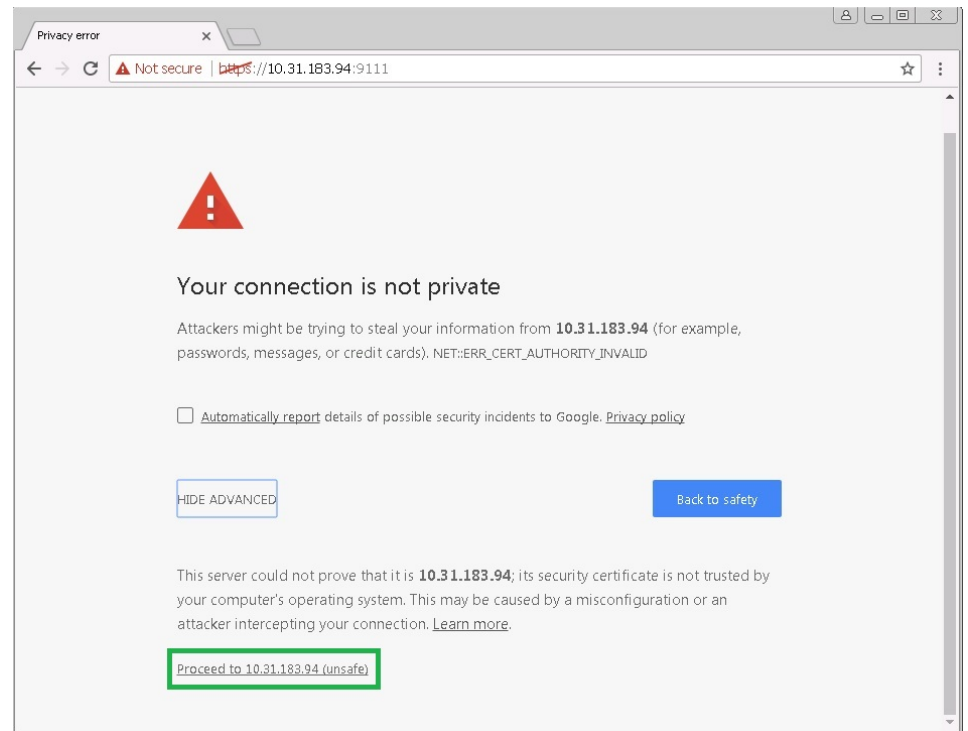 Privacy error
Not secure | https://10.31.183.94:9111
Your connection is not private
Attackers might be trying to steal your information from 10.31.183.94 (for example,
passwords, messages, or credit cards). NET::ERR_CERT_AUTHORITY_INVALID
Automatically report details of possible security incidents to Google. Privacy policy
HIDE ADVANCED
Back to safety
This server could not prove that it is 10.31.183.94; its security certificate is not trusted by
your computer's operating system. This may be caused by a misconfiguration or an
attacker intercepting your connection. Learn more.
Proceed to 10.31.183.94 (unsafe)